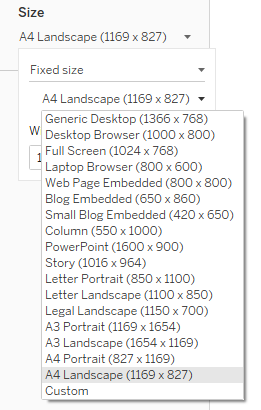 Size
A4 Landscape (1169 x 827)
Fixed size
A4 Landscape (1169 x 827)
Generic Desktop (1366 x 768)
Desktop Browser (1000 x 800)
Full Screen (1024 x 768)
Laptop Browser (800 x 600)
W
Web Page Embedded (800 x 800)
1
Blog Embedded (650 x 860)
Small Blog Embedded (420 x 650)
Column (550 x 1000)
PowerPoint (1600 x 900)
Story (1016 x 964)
Letter Portrait (850 x 1100)
Letter Landscape (1100 x 850)
Legal Landscape (1150 x 700)
A3 Portrait (1169 x 1654)
A3 Landscape (1654 x 1169)
A4 Portrait (827 x 1169)
A4 Landscape (1169 x 827)
Custom